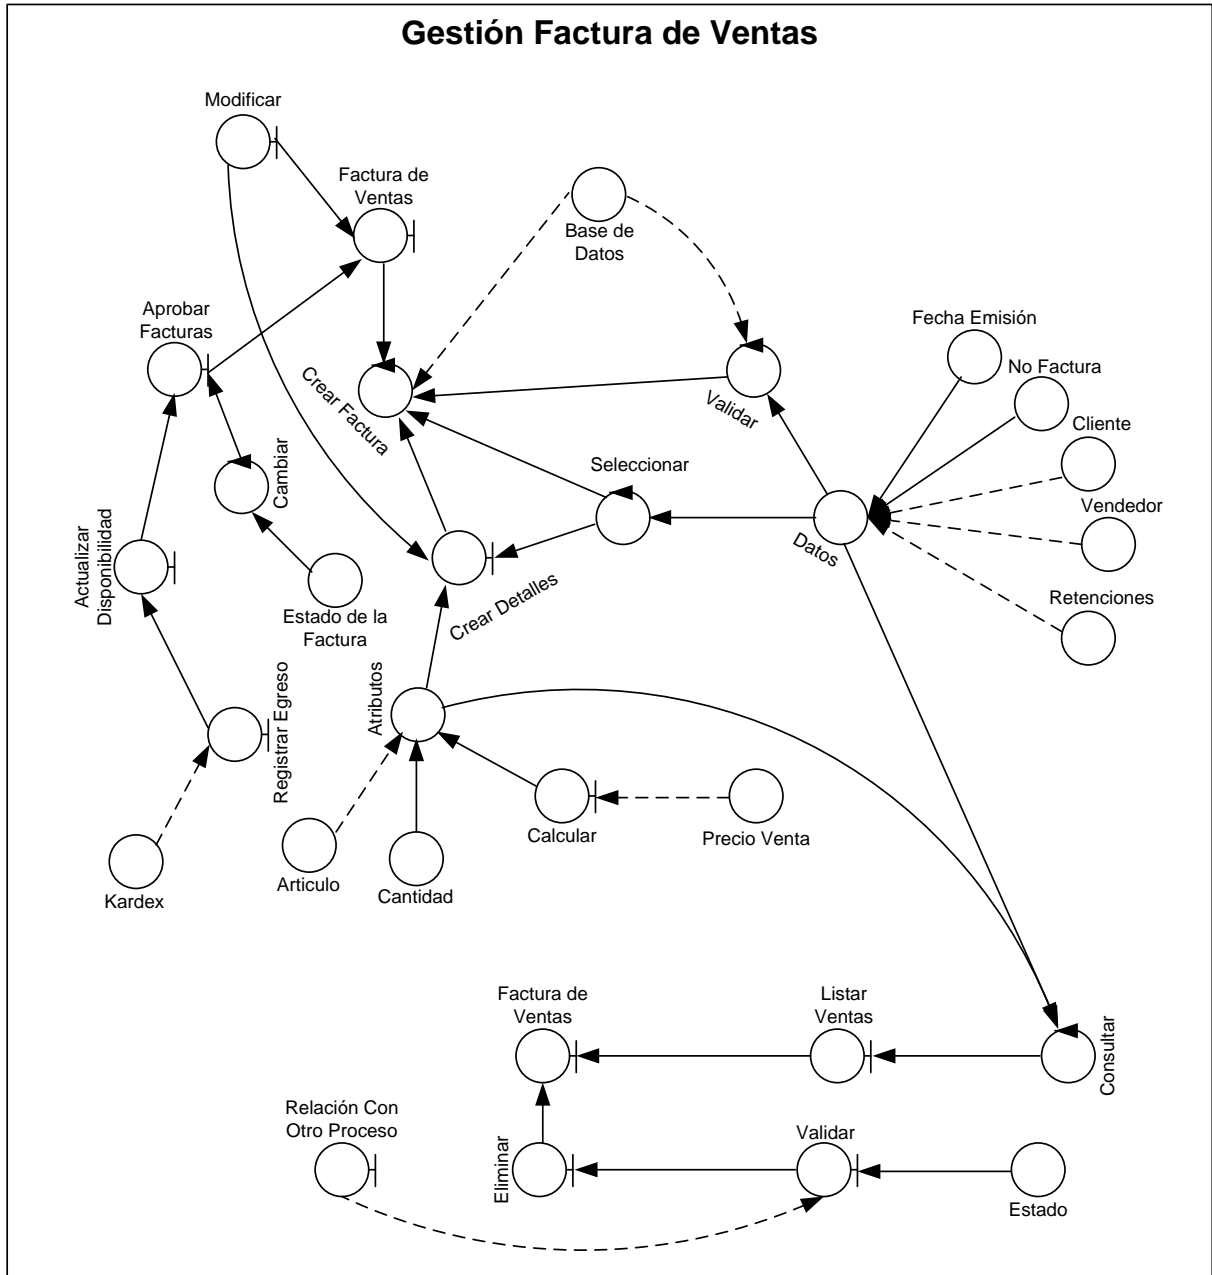 Gestión Factura de Ventas
Modificar
Factura de
Ventas
Base de
Datos
Aprobar
Facturas
Fecha Emisión
No Factura
Crear Factura
Validar
Cliente
Seleccionar
Cambiar
Vendedor
Actualizar
Disponibilidad
Datos
Retenciones
Estado de la
Factura
Crear Detalles
Registrar Egreso
Atributos
Calcular
Precio Venta
Articulo
Cantidad
Kardex
Factura de
Ventas
Listar
Ventas
Consultar
Relación Con
Otro Proceso
Eliminar
Validar
Estado